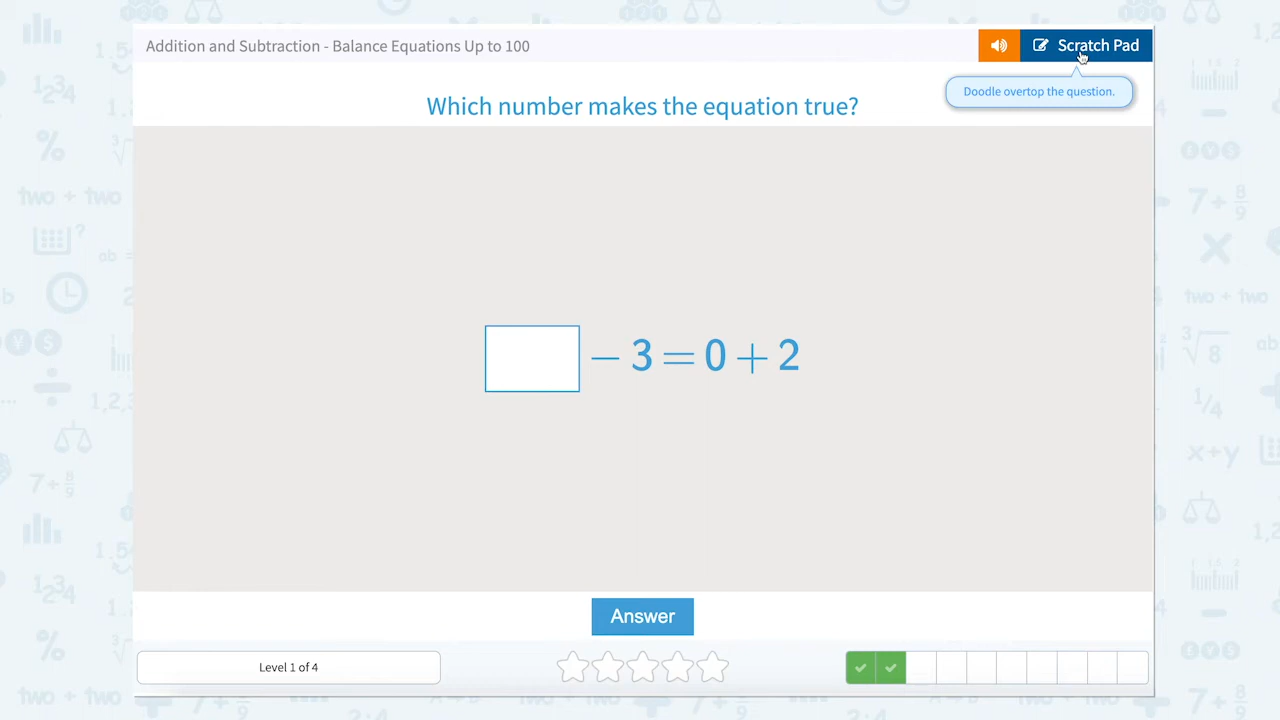 Addition and Subtraction - Balance Equations Up to 100
Scratch Pad
Doodle overtop the question.
Which number makes the equation true?
− 3 = 0 + 2
Answer
Level 1 of 4